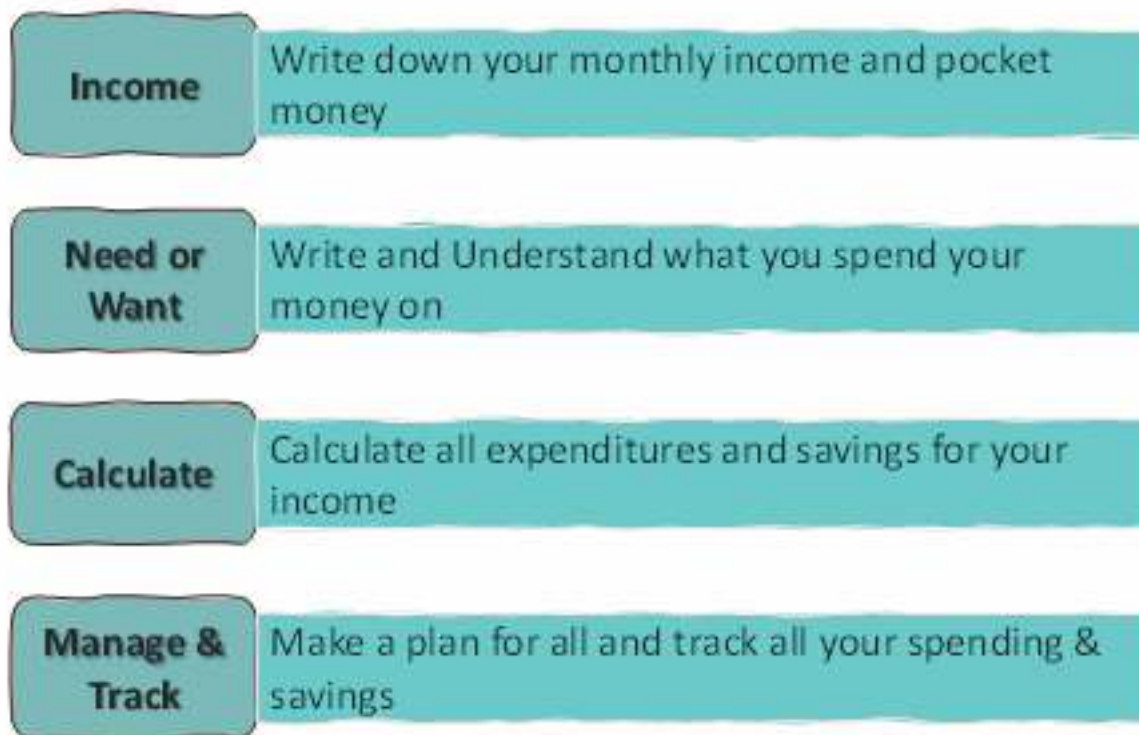 Income
Write down your monthly income and pocket
money
Need or
Want
Write and Understand what you spend your
money on
Calculate
Calculate all expenditures and savings for your
income
Manage &
Track
Make a plan for all and track all your spending &
savings